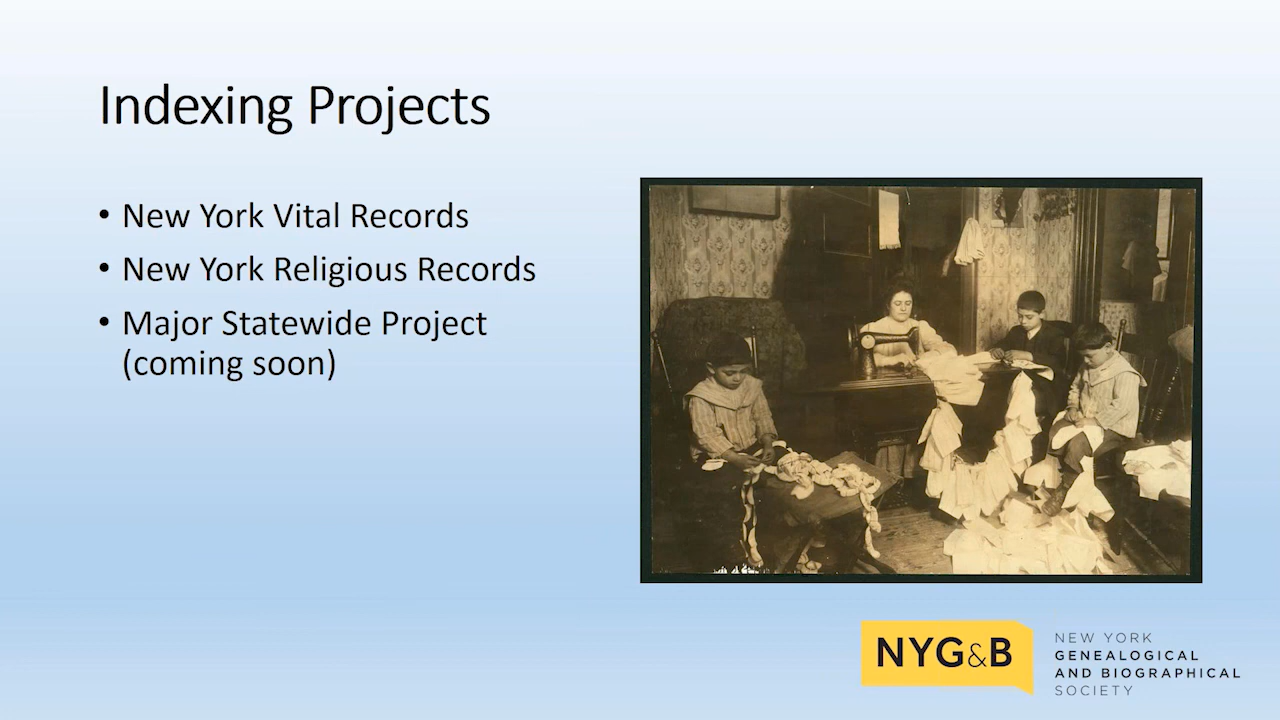 Indexing Projects
• New York Vital Records
• New York Religious Records
• Major Statewide Project
(coming soon)
NYG&B
NEW YORK
GENEALOGICAL
AND BIOGRAPHICAL
SOCIETY